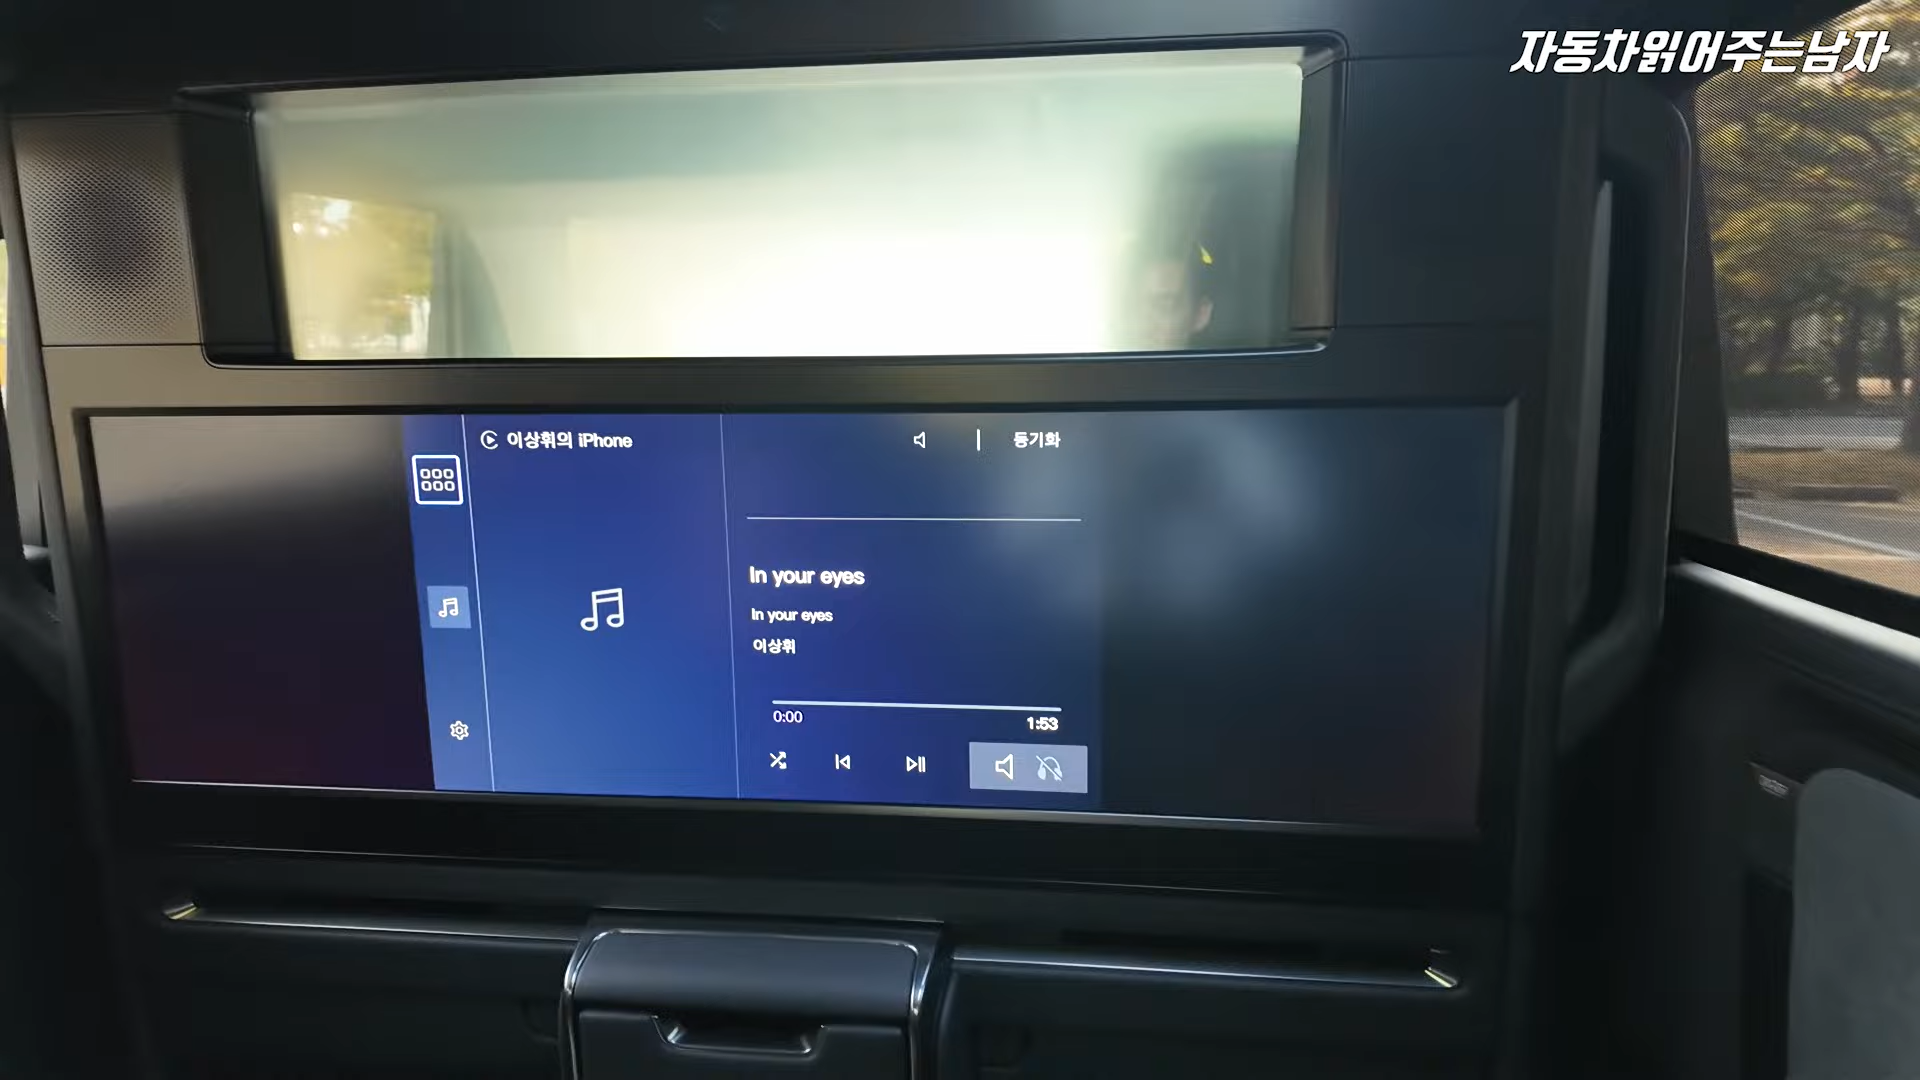 자동차읽어주는남자
이상휘의 iPhone
동기화
In your eyes
In your eyes
이상휘
0:00
1:53